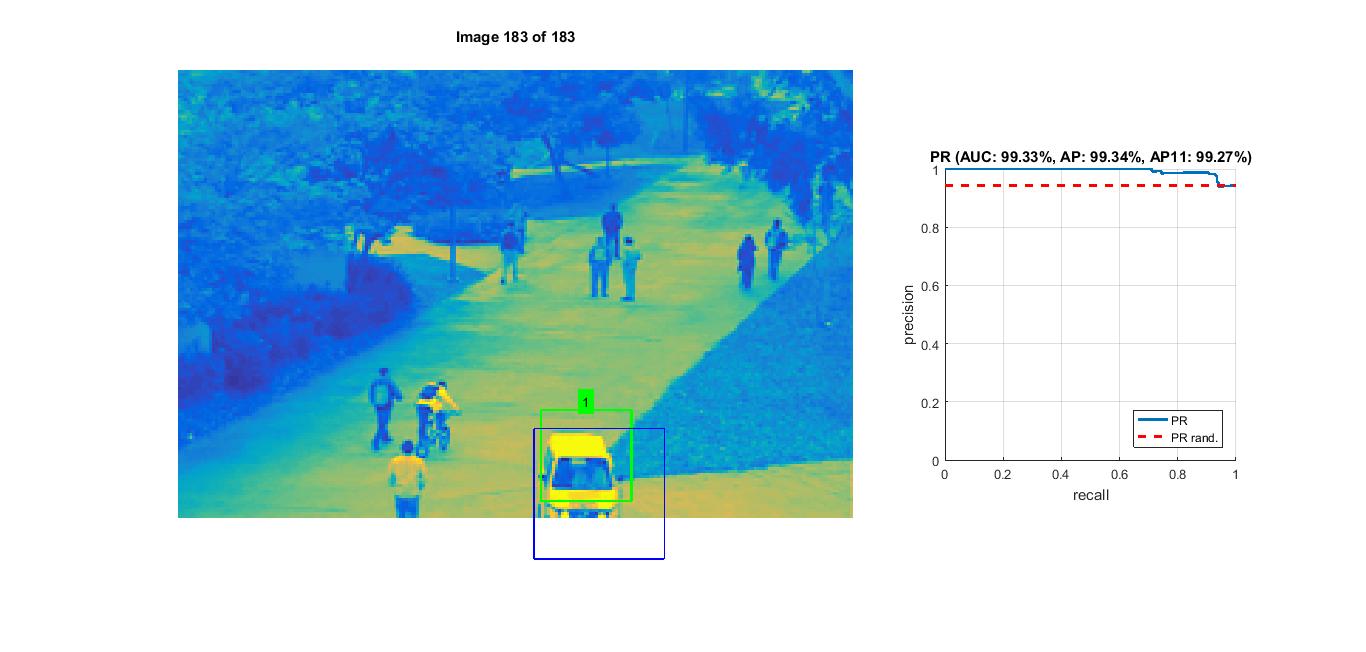 Image 183 of 183
1
PR (AUC: 99.33%, AP: 99.34%, AP11: 99.27%)
1
0.8
0.6
0.4
0.2
0
precision
0
0.2
0.4
0.6
0.8
1
recall
PR
PR rand.